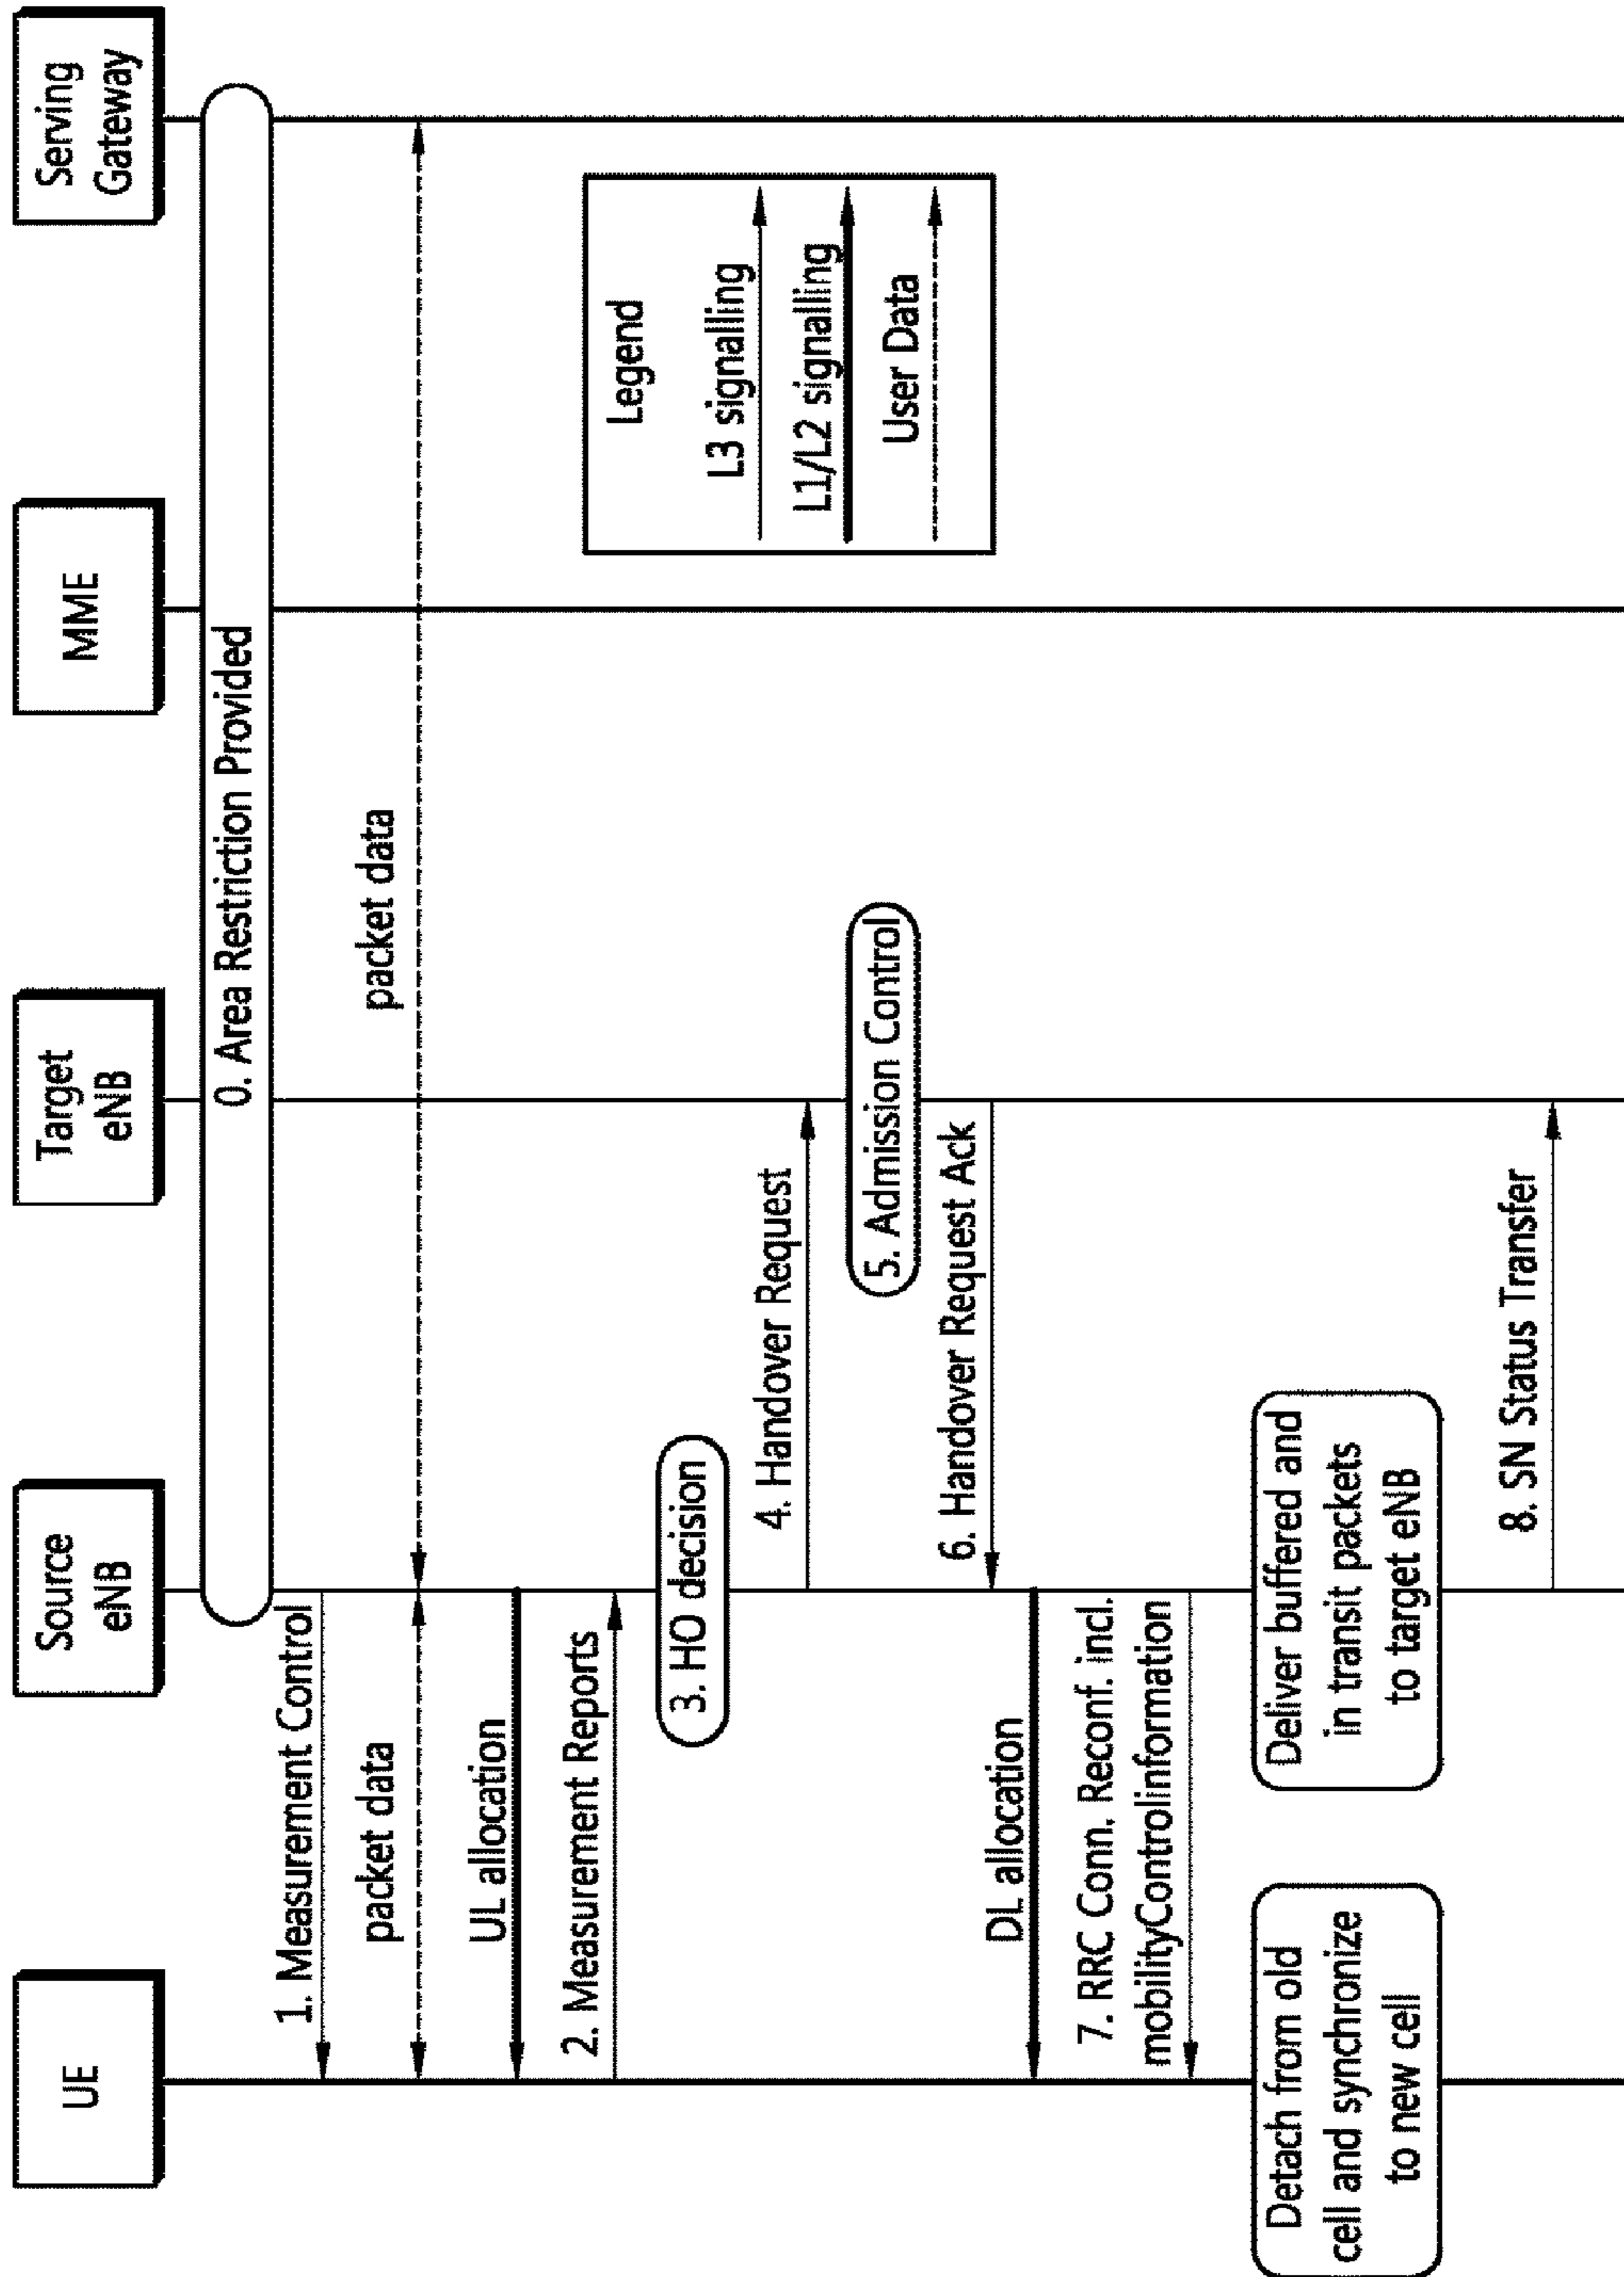 UE
Source
eNB
Target
eNB
MME
Serving
Gateway
0. Area Restriction Provided
1. Measurement Control
packet data
packet data
UL allocation
2. Measurement Reports
3. HO decision
Legend
L3 signalling
L1/L2 signalling
User Data
4. Handover Request
5. Admission Control
6. Handover Request Ack
DL allocation
7. RRC Conn. Reconf. incl.
mobilityControlinformation
Detach from old
cell and synchronize
to new cell
Deliver buffered and
in transit packets
to target eNB
8. SN Status Transfer